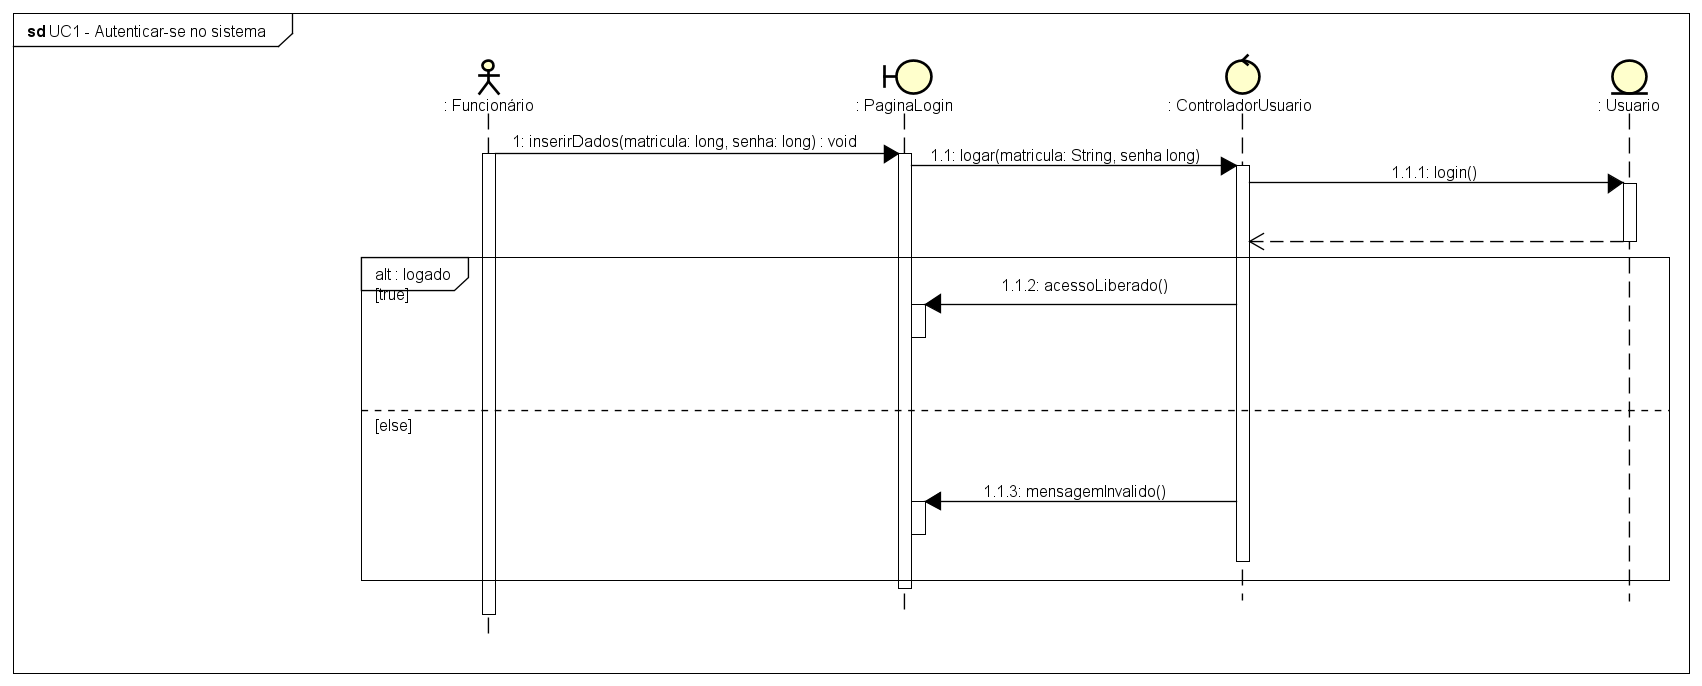 sd UC1 - Autenticar-se no sistema
: Funcionário
: PaginaLogin
: ControladorUsuario
: Usuario
1: inserirDados(matricula: long, senha: long) : void
1.1: logar(matricula: String, senha long)
1.1.1: login()
alt : logado
[true]
1.1.2: acessoLiberado()
[else]
1.1.3: mensagemInvalido()